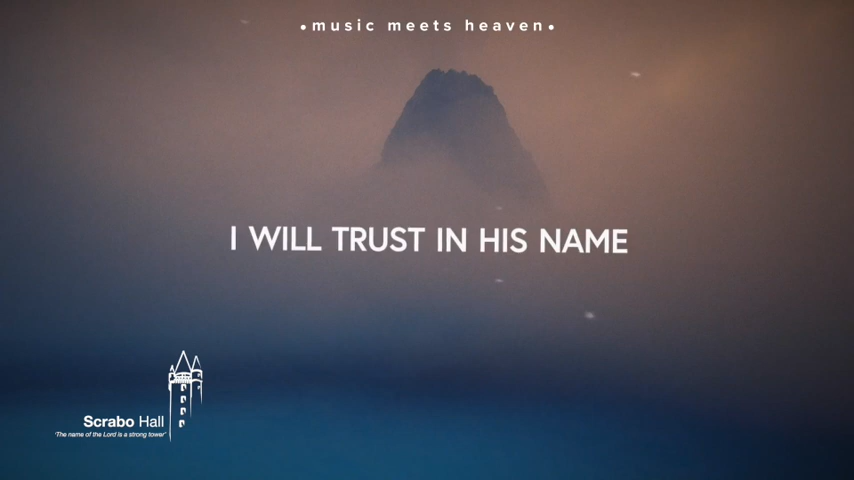 •music meets heaven•
I WILL TRUST IN HIS NAME
Scrabo Hall
'The name of the Lord is a strong tower'